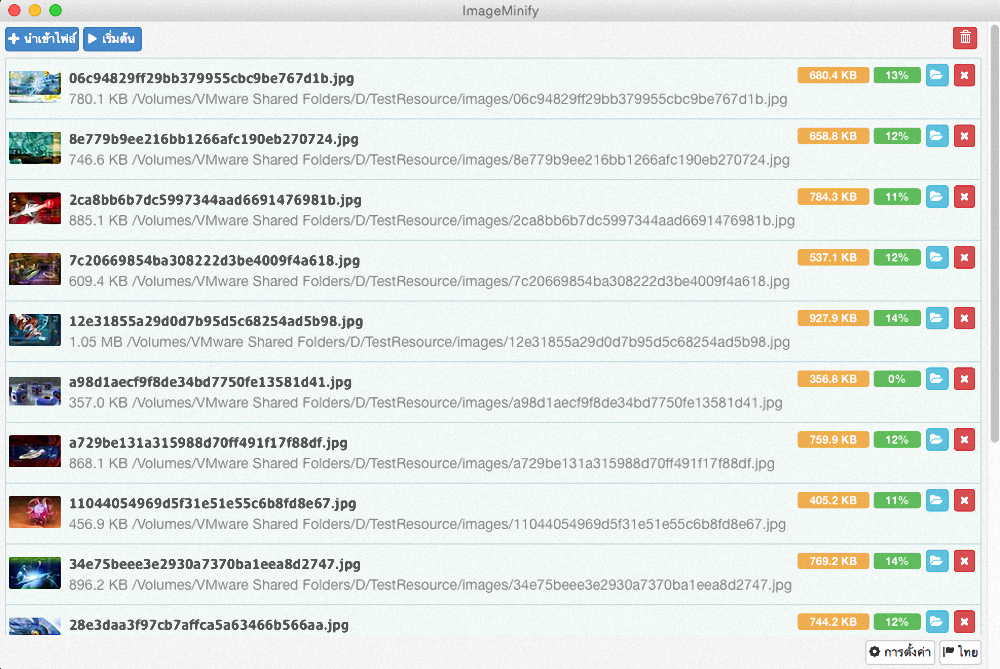 ImageMinify
นำเข้าไฟล์ เริ่มต้น
06c94829ff29bb379955cbc9be767d1b.jpg 680.4 KB 13%
780.1 KB /Volumes/VMware Shared Folders/D/TestResource/images/06c94829ff29bb379955cbc9be767d1b.jpg
8e779b9ee216bb1266afc190eb270724.jpg 658.8 KB 12%
746.6 KB /Volumes/VMware Shared Folders/D/TestResource/images/8e779b9ee216bb1266afc190eb270724.jpg
2ca8bb6b7dc5997344aad6691476981b.jpg 784.3 KB 11%
885.1 KB /Volumes/VMware Shared Folders/D/TestResource/images/2ca8bb6b7dc5997344aad6691476981b.jpg
7c20669854ba308222d3be4009f4a618.jpg 537.1 KB 12%
609.4 KB /Volumes/VMware Shared Folders/D/TestResource/images/7c20669854ba308222d3be4009f4a618.jpg
12e31855a29d0d7b95d5c68254ad5b98.jpg 927.9 KB 14%
1.05 MB /Volumes/VMware Shared Folders/D/TestResource/images/12e31855a29d0d7b95d5c68254ad5b98.jpg
a98d1aecf9f8de34bd7750fe13581d41.jpg 356.8 KB 0%
357.0 KB /Volumes/VMware Shared Folders/D/TestResource/images/a98d1aecf9f8de34bd7750fe13581d41.jpg
a729be131a315988d70ff491f17f88df.jpg 759.9 KB 12%
868.1 KB /Volumes/VMware Shared Folders/D/TestResource/images/a729be131a315988d70ff491f17f88df.jpg
11044054969d5f31e51e55c6b8fd8e67.jpg 405.2 KB 11%
456.9 KB /Volumes/VMware Shared Folders/D/TestResource/images/11044054969d5f31e51e55c6b8fd8e67.jpg
34e75beee3e2930a7370ba1eea8d2747.jpg 769.2 KB 14%
896.2 KB /Volumes/VMware Shared Folders/D/TestResource/images/34e75beee3e2930a7370ba1eea8d2747.jpg
28e3daa3f97cb7affca5a63466b566aa.jpg 744.2 KB 12%
การตั้งค่า ไทย